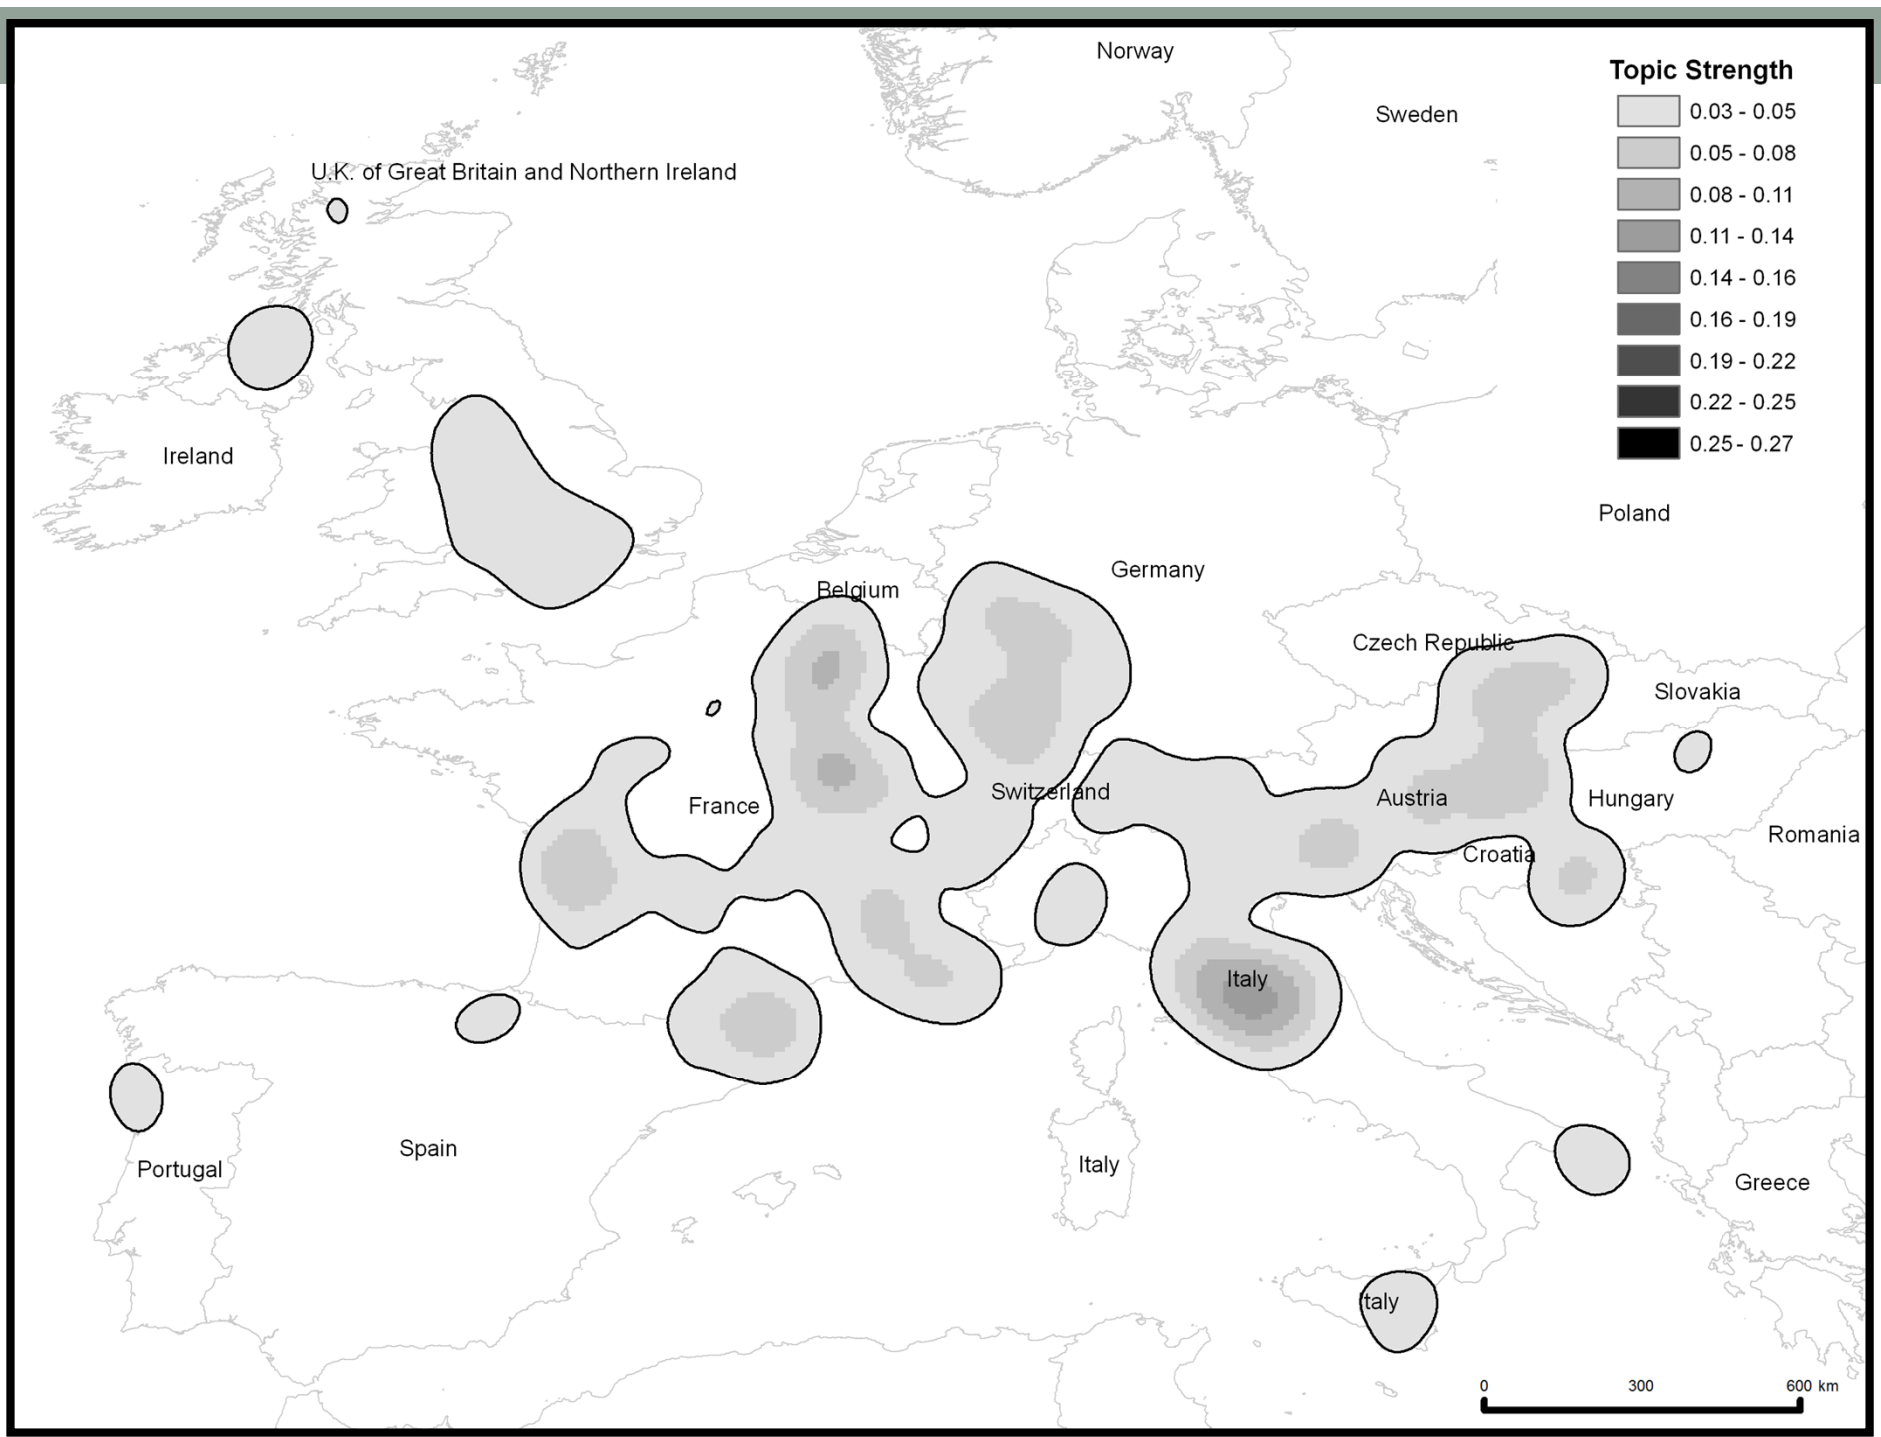 Norway
Topic Strength
0.03 - 0.05
Sweden
0.05 - 0.08
U.K. of Great Britain and Northern Ireland
0.08 - 0.11
0.11 - 0.14
0.14 - 0.16
0.16 - 0.19
0.19 - 0.22
0.22 - 0.25
0.25 - 0.27
Ireland
Poland
Germany
Belgium
Czech Republic
Slovakia
Switzerland
Austria
Hungary
France
Romania
Croatia
Italy
Spain
Italy
Portugal
Greece
Italy
0 300 600 km